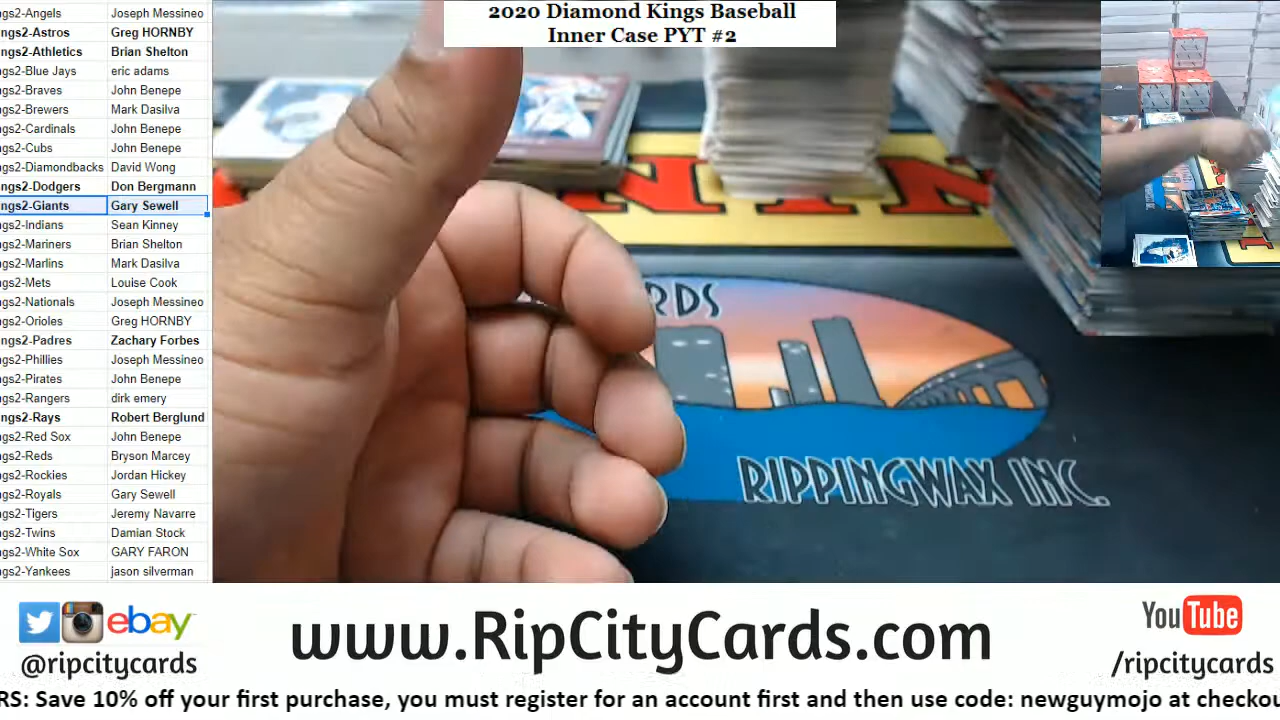 2020 Diamond Kings Baseball
Inner Case PYT #2
ngs2-Angels Joseph Messineo
ngs2-Astros Greg HORNBY
ngs2-Athletics Brian Shelton
ngs2-Blue Jays eric adams
ngs2-Braves John Benepe
ngs2-Brewers Mark Dasilva
ngs2-Cardinals John Benepe
ngs2-Cubs John Benepe
ngs2-Diamondbacks David Wong
ngs2-Dodgers Don Bergmann
ngs2-Giants Gary Sewell
ngs2-Indians Sean Kinney
ngs2-Mariners Brian Shelton
ngs2-Marlins Mark Dasilva
ngs2-Mets Louise Cook
ngs2-Nationals Joseph Messineo
ngs2-Orioles Greg HORNBY
ngs2-Padres Zachary Forbes
ngs2-Phillies Joseph Messineo
ngs2-Pirates John Benepe
ngs2-Rangers dirk emery
ngs2-Rays Robert Berglund
ngs2-Red Sox John Benepe
ngs2-Reds Bryson Marcey
ngs2-Rockies Jordan Hickey
ngs2-Royals Gary Sewell
ngs2-Tigers Jeremy Navarre
ngs2-Twins Damian Stock
ngs2-White Sox GARY FARON
ngs2-Yankees jason silverman
RDS
RIPPINGWAX INC.
ebay
@ripcitycards
www.RipCityCards.com
YouTube
/ripcitycards
RS: Save 10% off your first purchase, you must register for an account first and then use code: newguymojo at checkou